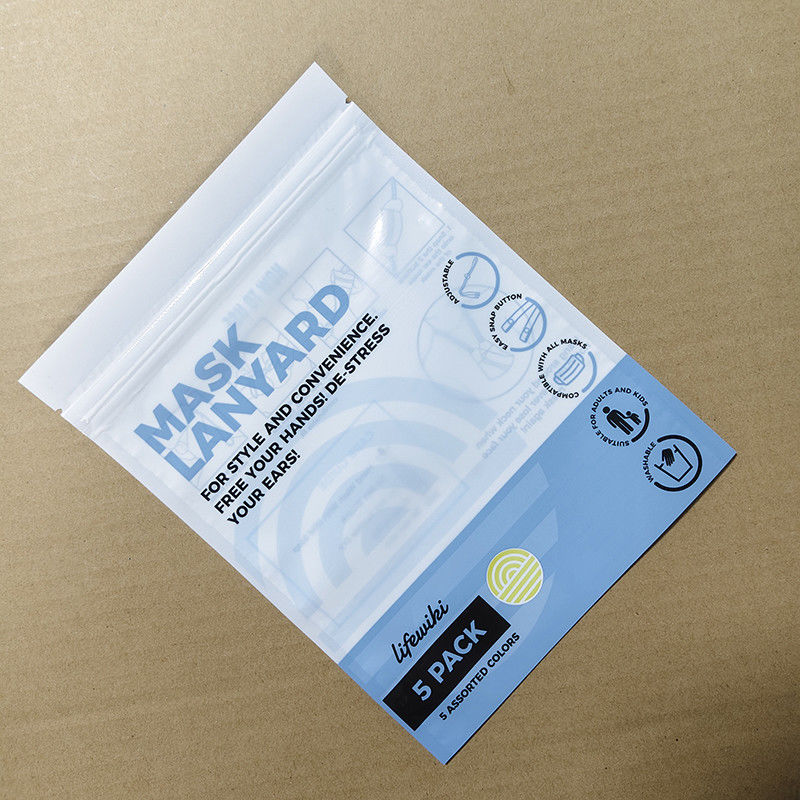 MASK
LANYARD
FOR STYLE AND CONVENIENCE.
FREE YOUR HANDS! DE-STRESS
YOUR EARS!
ADJUSTABLE
EASY SNAP BUTTON
COMPATIBLE WITH ALL MASKS
SUITABLE FOR ADULTS AND KIDS
WASHABLE
lifewiki
5 PACK
5 ASSORTED COLORS